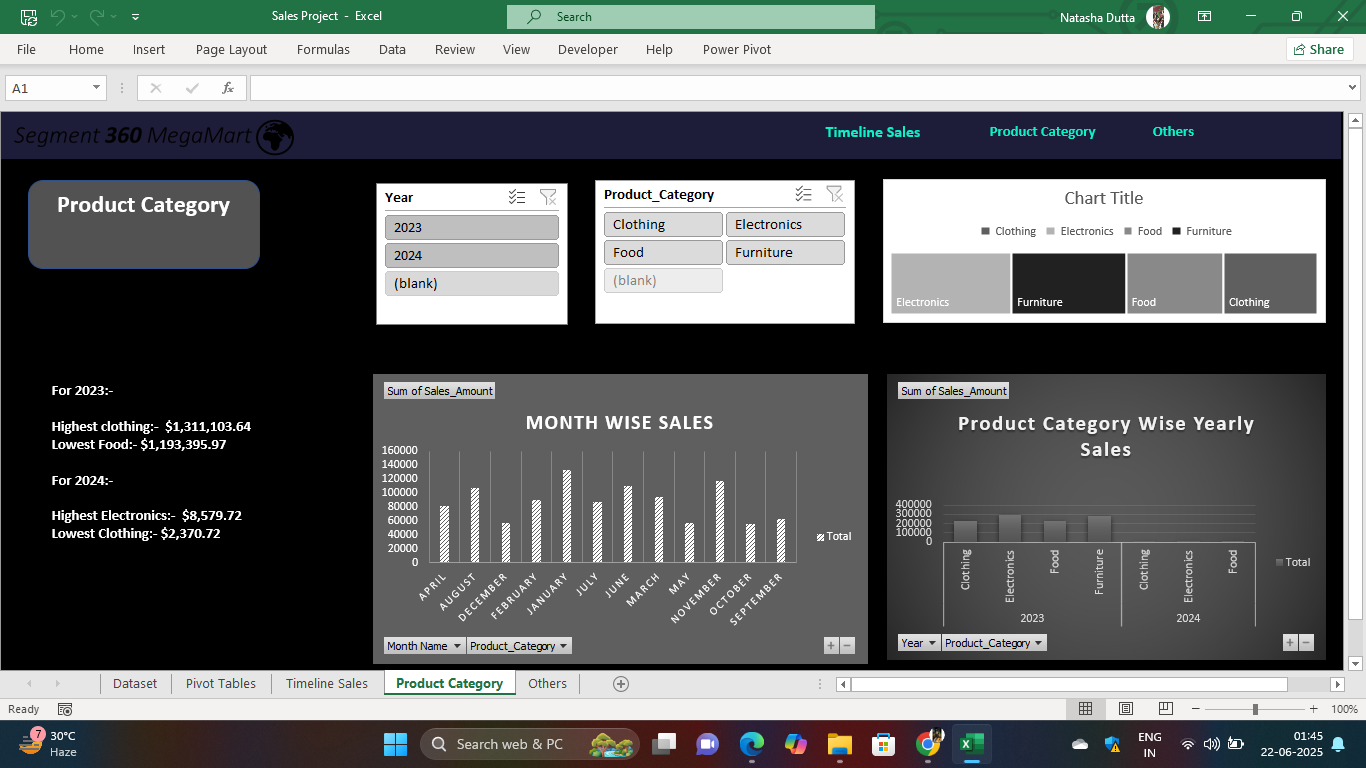 Sales Project - Excel
Search
Natasha Dutta
File Home Insert Page Layout Formulas Data Review View Developer Help Power Pivot
Share
A1
fx
Segment 360 MegaMart
Timeline Sales Product Category Others
Product Category
Year
2023
2024
(blank)
Product_Category
Clothing Electronics
Food Furniture
(blank)
Chart Title
Clothing Electronics Food Furniture
Electronics Furniture Food Clothing
For 2023:-
Highest clothing:- $1,311,103.64
Lowest Food:- $1,193,395.97
For 2024:-
Highest Electronics:- $8,579.72
Lowest Clothing:- $2,370.72
Sum of Sales_Amount
MONTH WISE SALES
160000
140000
120000
100000
80000
60000
40000
20000
0
APRIL AUGUST DECEMBER FEBRUARY JANUARY JULY JUNE MARCH MAY NOVEMBER OCTOBER SEPTEMBER
Total
Month Name Product_Category
+ −
Sum of Sales_Amount
Product Category Wise Yearly
Sales
400000
300000
200000
100000
0
Clothing Electronics Food Furniture Clothing Electronics Food
2023 2024
Total
Year Product_Category
+ −
Dataset Pivot Tables Timeline Sales Product Category Others
Ready
100%
7
30°C
Haze
Search web & PC
ENG
IN
01:45
22-06-2025